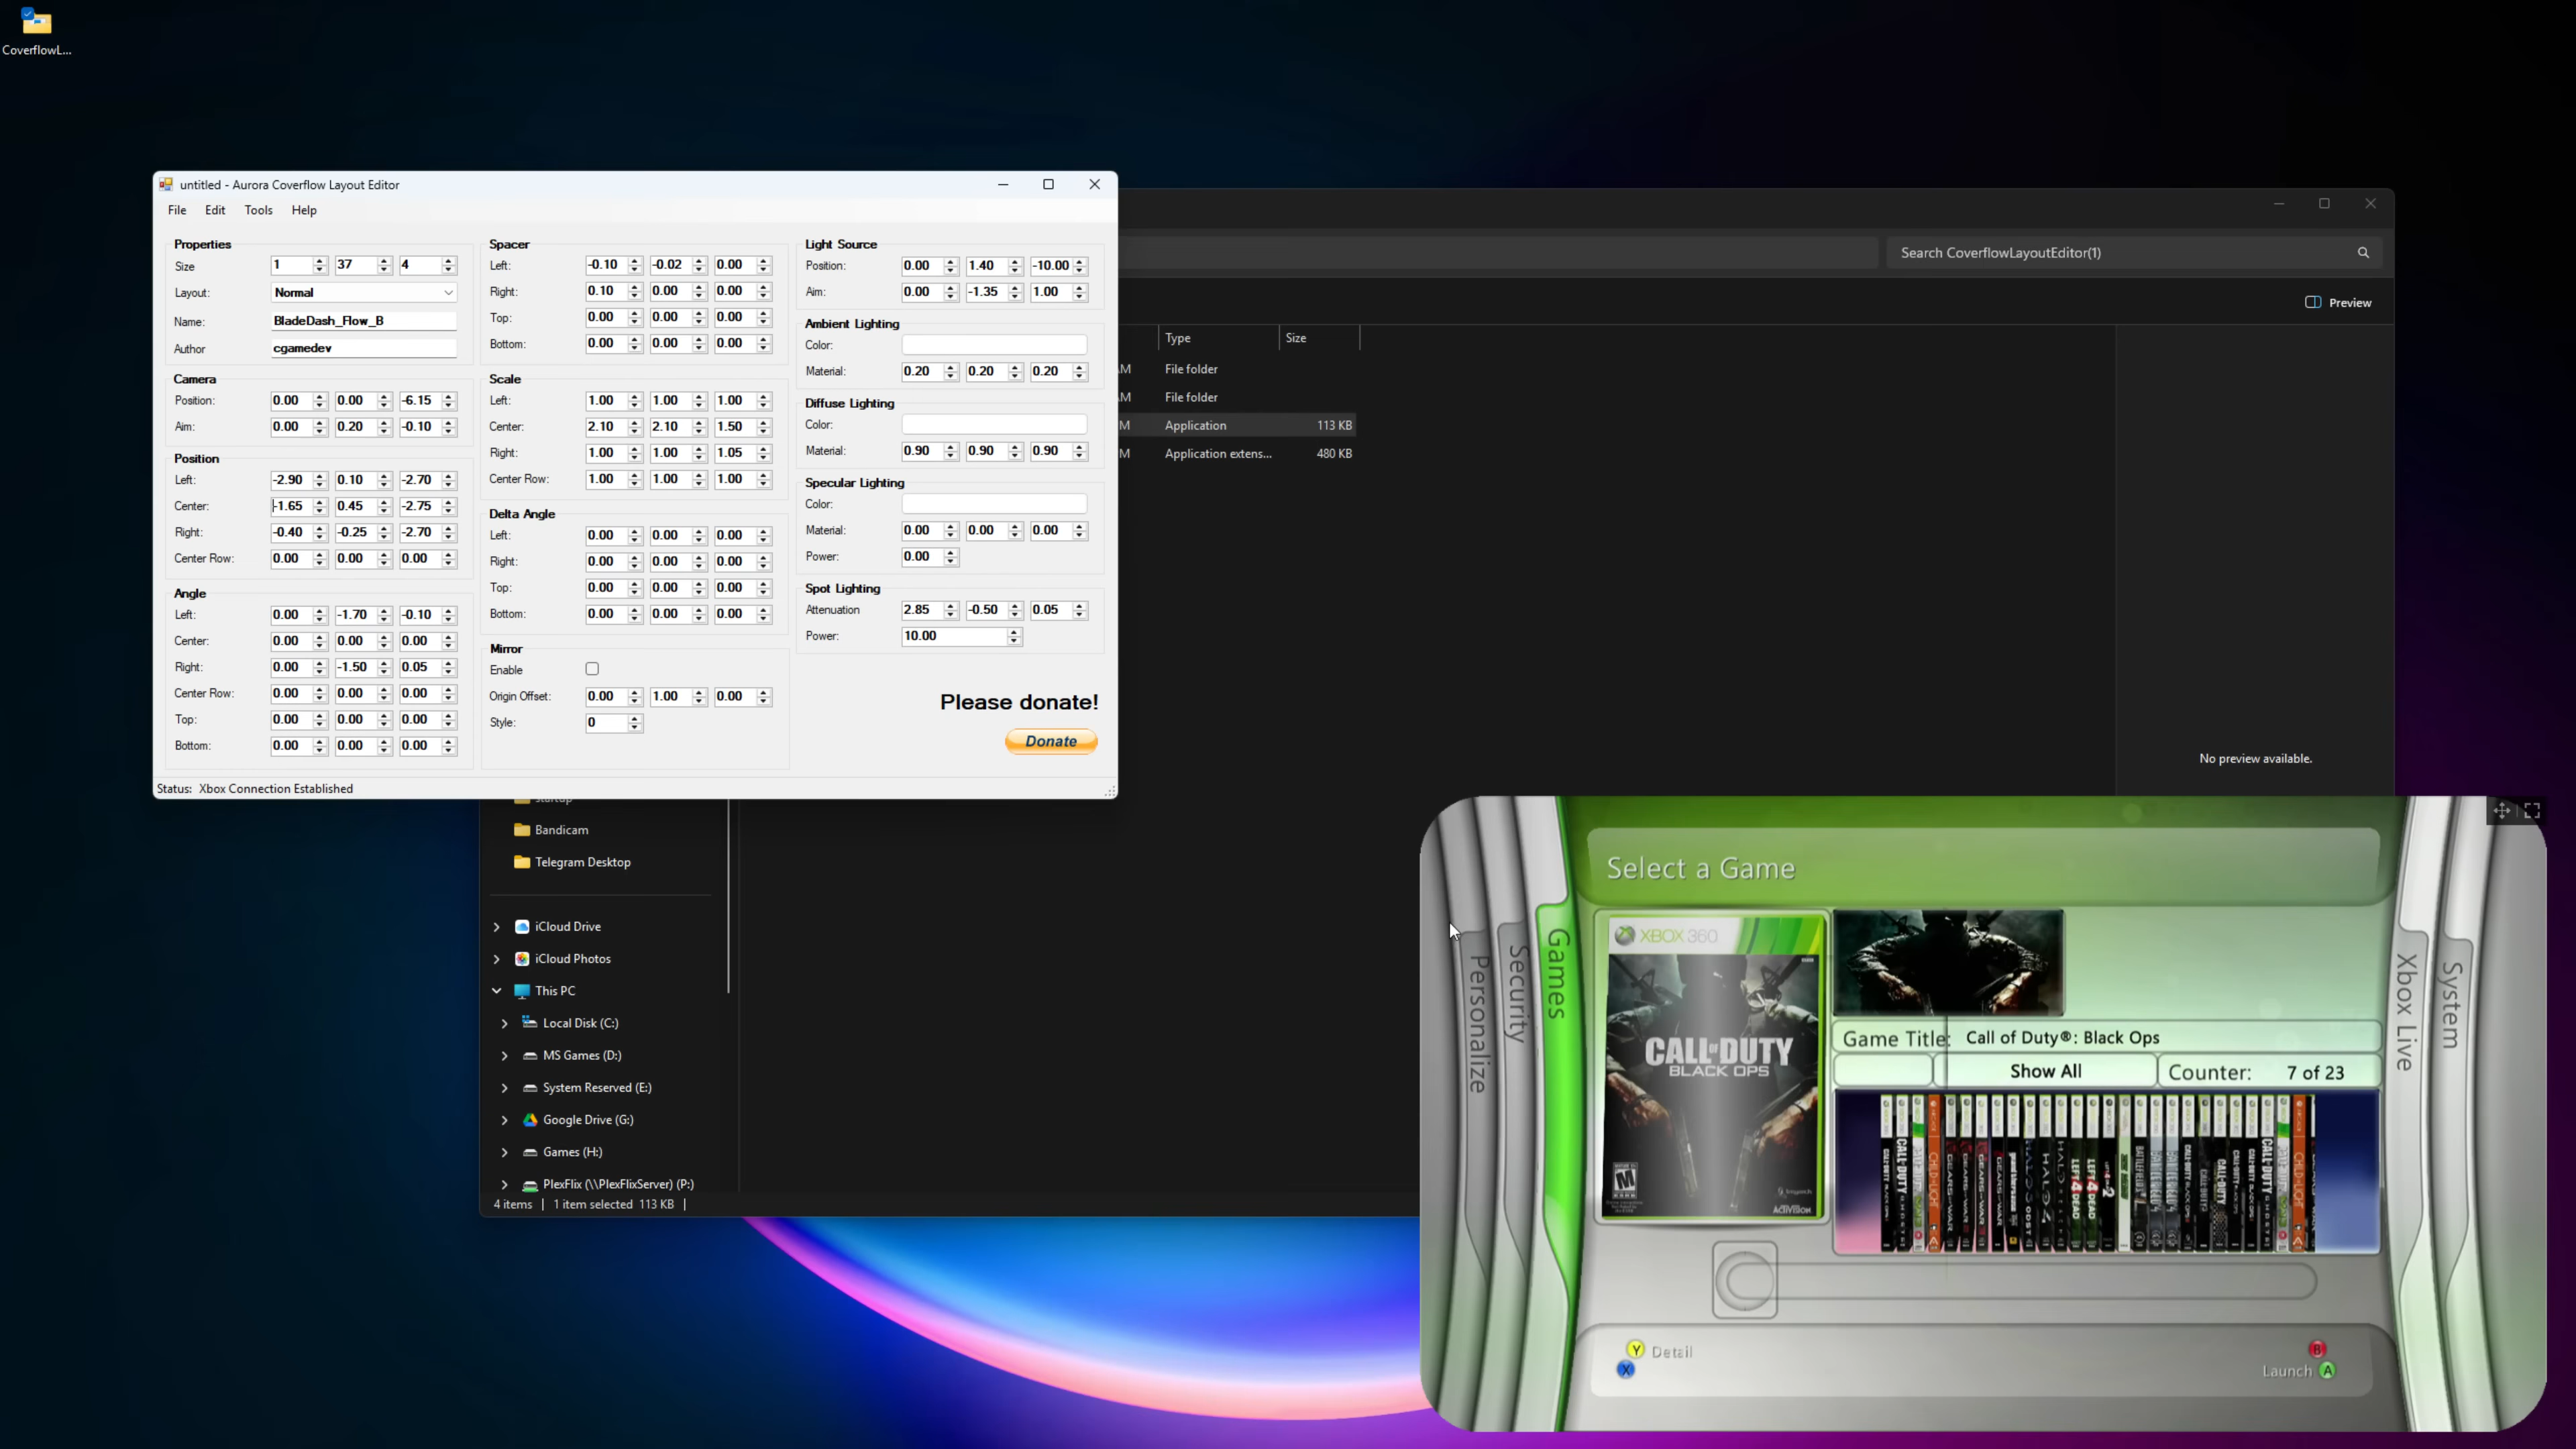 CoverflowL...
untitled - Aurora Coverflow Layout Editor
File Edit Tools Help
Properties
Size 1 37 4
Layout: Normal
Name: BladeDash_Flow_B
Author cgamedev
Camera
Position: 0.00 0.00 -6.15
Aim: 0.00 0.20 -0.10
Position
Left: -2.90 0.10 -2.70
Center: -1.65 0.45 -2.75
Right: -0.40 -0.25 -2.70
Center Row: 0.00 0.00 0.00
Angle
Left: 0.00 -1.70 -0.10
Center: 0.00 0.00 0.00
Right: 0.00 -1.50 0.05
Center Row: 0.00 0.00 0.00
Top: 0.00 0.00 0.00
Bottom: 0.00 0.00 0.00
Spacer
Left: -0.10 -0.02 0.00
Right: 0.10 0.00 0.00
Top: 0.00 0.00 0.00
Bottom: 0.00 0.00 0.00
Scale
Left: 1.00 1.00 1.00
Center: 2.10 2.10 1.50
Right: 1.00 1.00 1.05
Center Row: 1.00 1.00 1.00
Delta Angle
Left: 0.00 0.00 0.00
Right: 0.00 0.00 0.00
Top: 0.00 0.00 0.00
Bottom: 0.00 0.00 0.00
Mirror
Enable
Origin Offset: 0.00 1.00 0.00
Style: 0
Light Source
Position: 0.00 1.40 -10.00
Aim: 0.00 -1.35 1.00
Ambient Lighting
Color:
Material: 0.20 0.20 0.20
Diffuse Lighting
Color:
Material: 0.90 0.90 0.90
Specular Lighting
Color:
Material: 0.00 0.00 0.00
Power: 0.00
Spot Lighting
Attenuation 2.85 -0.50 0.05
Power: 10.00
Please donate!
Donate
Status: Xbox Connection Established
Search CoverflowLayoutEditor(1)
Preview
Type Size
M File folder
M File folder
M Application 113 KB
M Application extens... 480 KB
No preview available.
startup
Bandicam
Telegram Desktop
iCloud Drive
iCloud Photos
This PC
Local Disk (C:)
MS Games (D:)
System Reserved (E:)
Google Drive (G:)
Games (H:)
PlexFlix (\\PlexFlixServer) (P:)
4 items 1 item selected 113 KB
Select a Game
Personalize
Security
Games
XBOX 360
CALL OF DUTY
BLACK OPS
M
ACTIVISION
Game Title: Call of Duty®: Black Ops
Show All Counter: 7 of 23
Xbox Live
System
Y Detail
X
B
Launch A